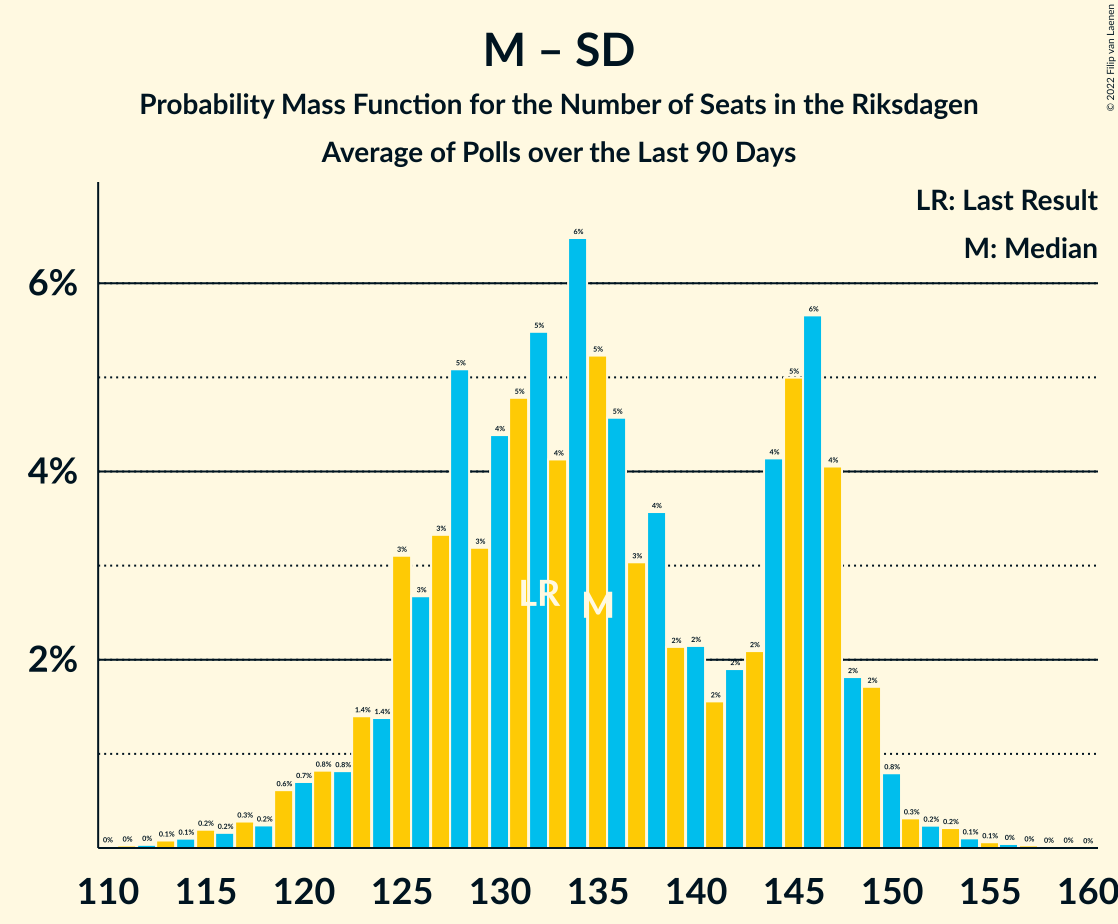 M – SD
Probability Mass Function for the Number of Seats in the Riksdagen
Average of Polls over the Last 90 Days
© 2022 Filip van Laenen
LR: Last Result
M: Median
6%
4%
2%
0% 0% 0% 0.1% 0.1% 0.2% 0.2% 0.3% 0.2% 0.6% 0.7% 0.8% 0.8% 1.4% 1.4% 3% 3% 3% 5% 3% 4% 5% 5% 4% 6% 5% 5% 3% 4% 2% 2% 2% 2% 2% 4% 5% 6% 4% 2% 2% 0.8% 0.3% 0.2% 0.2% 0.1% 0.1% 0% 0% 0% 0% 0%
LR M
110 115 120 125 130 135 140 145 150 155 160